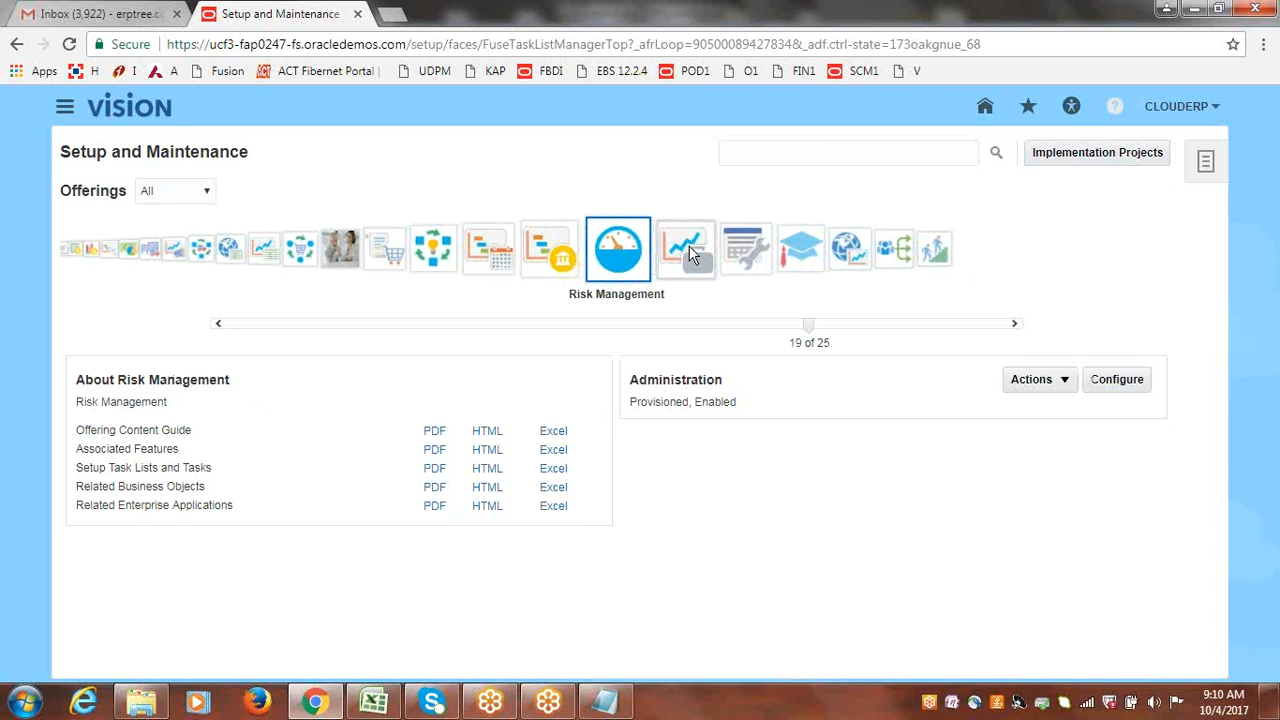 Inbox (3,922) - erptree.co
Setup and Maintenance
Secure
https://ucf3-fap0247-fs.oracledemos.com/setup/faces/FuseTaskListManagerTop?_afrLoop=90500009427834&_adf.ctrl-state=173oakgnue_68
Apps H I A Fusion ACT Fibernet Portal UDPM KAP FBDI EBS 12.2.4 POD1 O1 FIN1 SCM1 V
VISION
CLOUDERP
Setup and Maintenance
Implementation Projects
Offerings All
Risk Management
19 of 25
About Risk Management
Risk Management
Offering Content Guide PDF HTML Excel
Associated Features PDF HTML Excel
Setup Task Lists and Tasks PDF HTML Excel
Related Business Objects PDF HTML Excel
Related Enterprise Applications PDF HTML Excel
Administration
Provisioned, Enabled
Actions
Configure
9:10 AM
10/4/2017